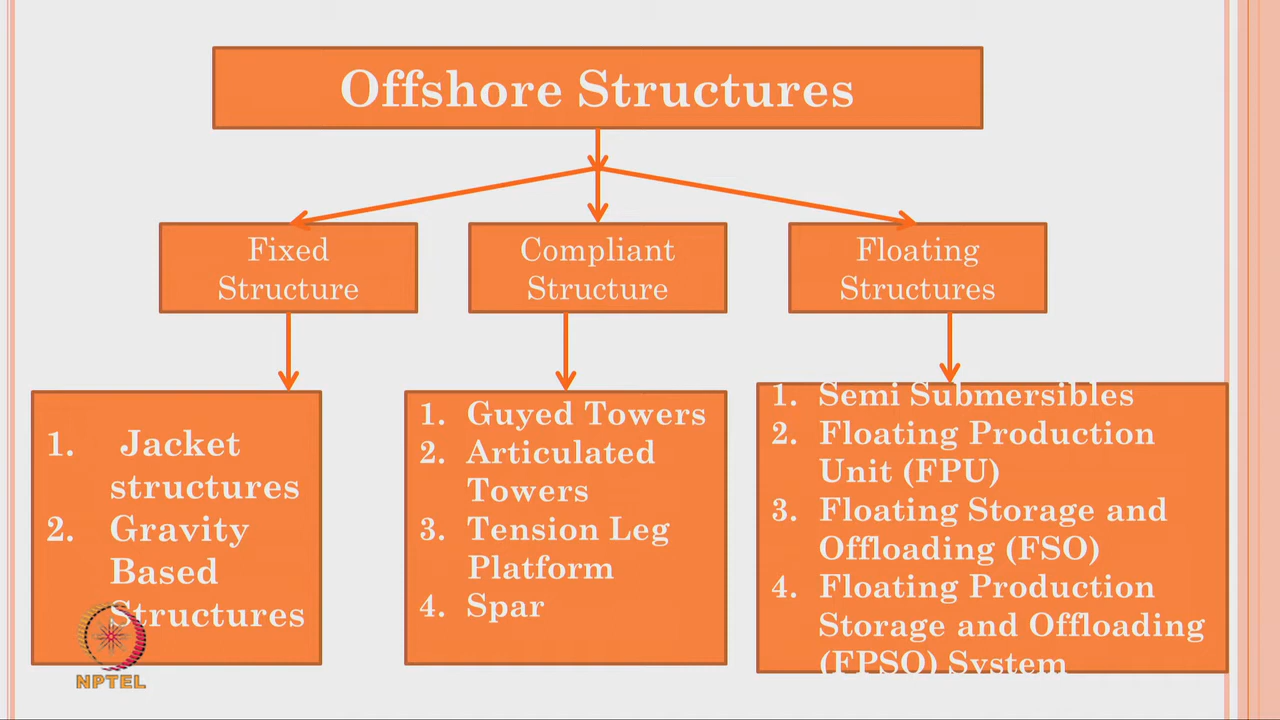 Offshore Structures
Fixed
Structure
Compliant
Structure
Floating
Structures
1. Jacket
structures
2. Gravity
Based
Structures
1. Guyed Towers
2. Articulated
Towers
3. Tension Leg
Platform
4. Spar
1. Semi Submersibles
2. Floating Production
Unit (FPU)
3. Floating Storage and
Offloading (FSO)
4. Floating Production
Storage and Offloading
(FPSO) System
NPTEL